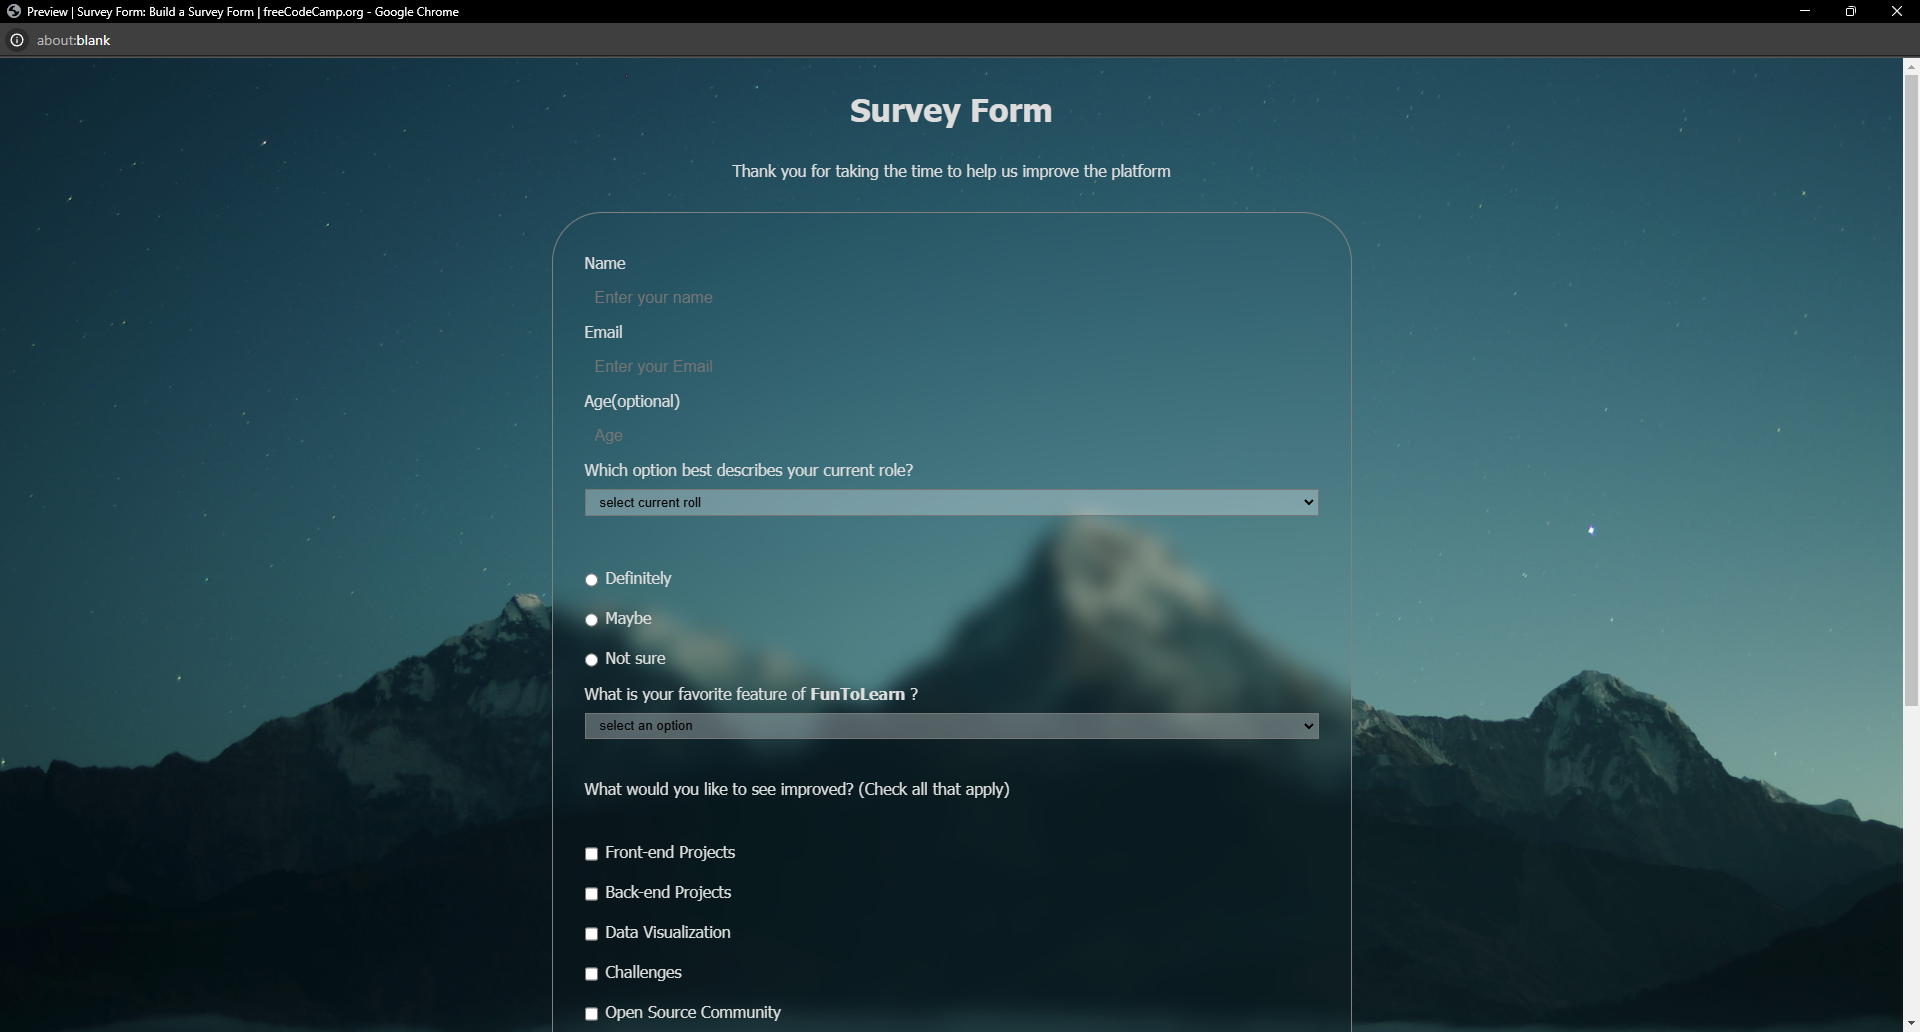 Preview | Survey Form: Build a Survey Form | freeCodeCamp.org - Google Chrome
about:blank
Survey Form
Thank you for taking the time to help us improve the platform
Name
Enter your name
Email
Enter your Email
Age(optional)
Age
Which option best describes your current role?
select current roll
Definitely
Maybe
Not sure
What is your favorite feature of FunToLearn ?
select an option
What would you like to see improved? (Check all that apply)
Front-end Projects
Back-end Projects
Data Visualization
Challenges
Open Source Community